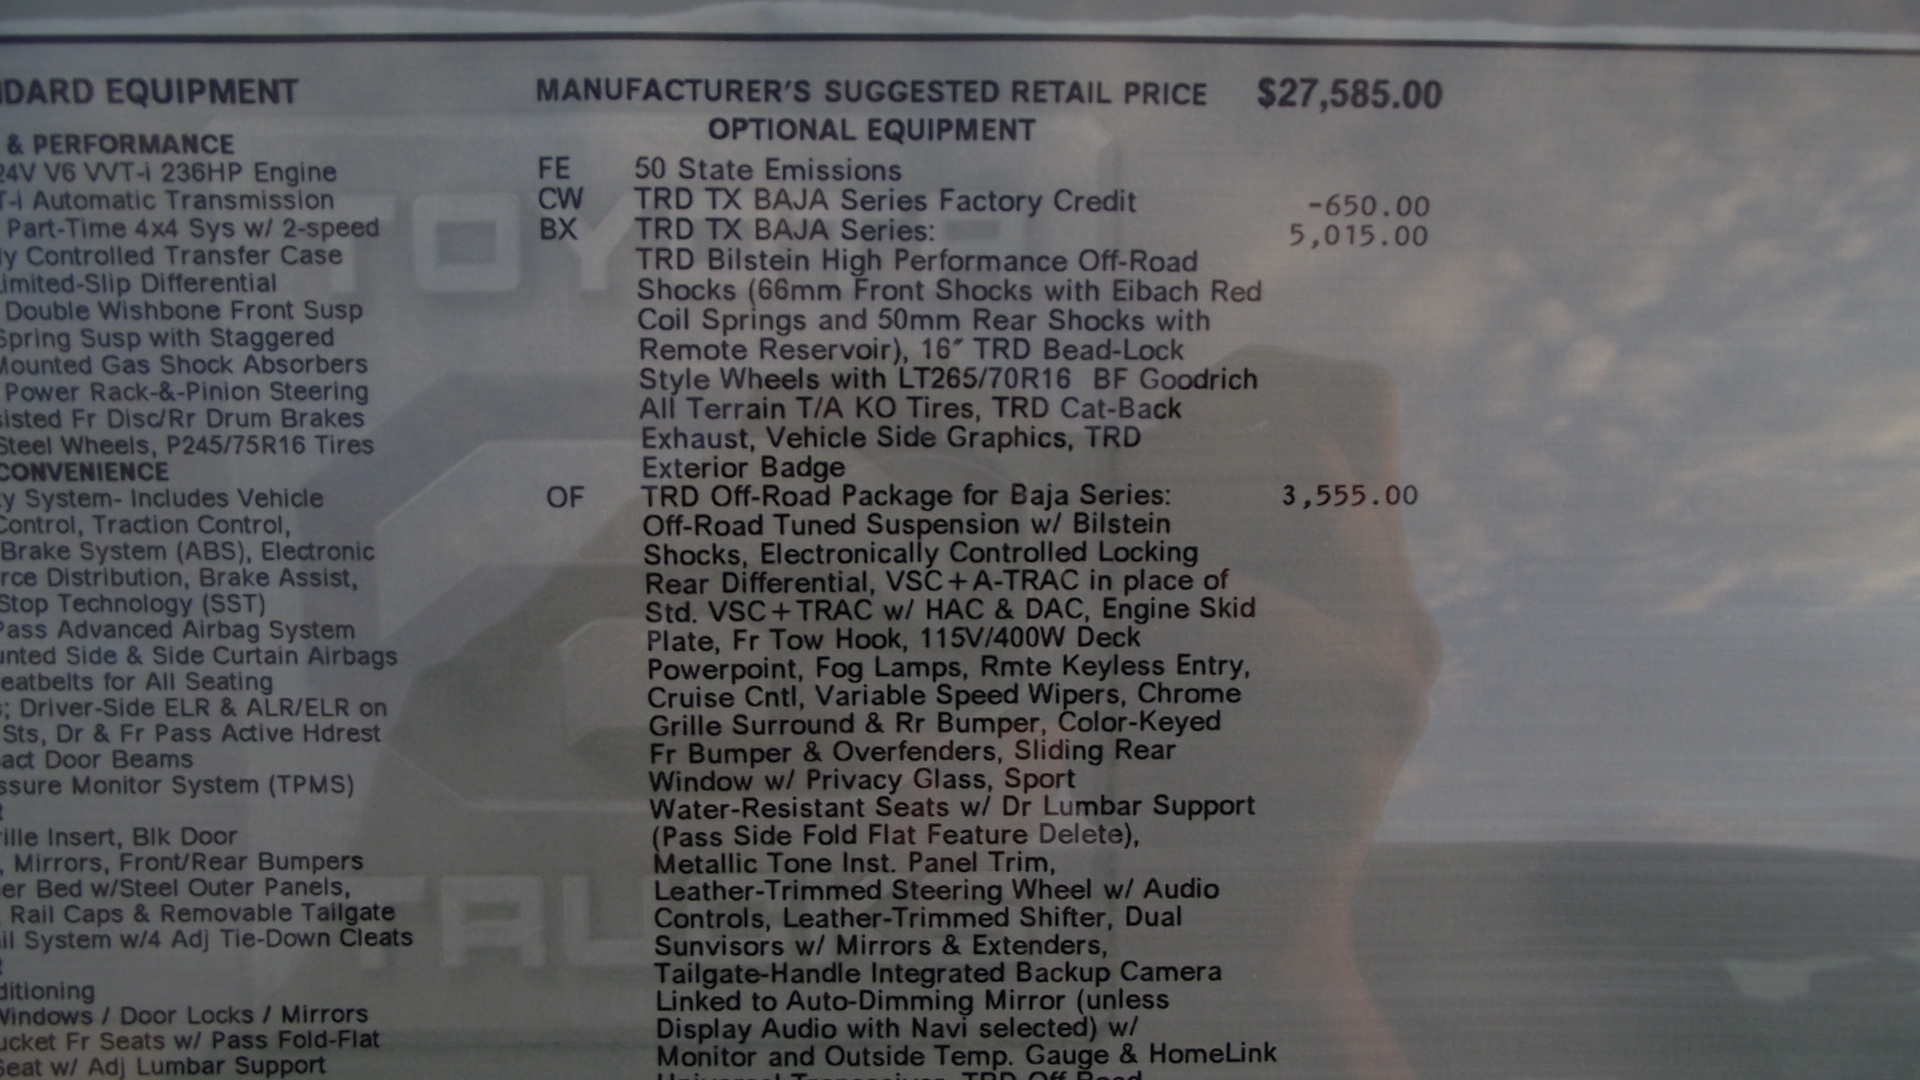 DARD EQUIPMENT
& PERFORMANCE
24V V6 VVT-i 236HP Engine
T-i Automatic Transmission
Part-Time 4x4 Sys w/ 2-speed
ly Controlled Transfer Case
imited-Slip Differential
Double Wishbone Front Susp
Spring Susp with Staggered
Mounted Gas Shock Absorbers
Power Rack-&-Pinion Steering
sisted Fr Disc/Rr Drum Brakes
Steel Wheels, P245/75R16 Tires
CONVENIENCE
ty System- Includes Vehicle
Control, Traction Control,
Brake System (ABS), Electronic
rce Distribution, Brake Assist,
Stop Technology (SST)
Pass Advanced Airbag System
unted Side & Side Curtain Airbags
eatbelts for All Seating
s; Driver-Side ELR & ALR/ELR on
Sts, Dr & Fr Pass Active Hdrest
act Door Beams
ssure Monitor System (TPMS)
rille Insert, Blk Door
, Mirrors, Front/Rear Bumpers
er Bed w/Steel Outer Panels,
Rail Caps & Removable Tailgate
ail System w/4 Adj Tie-Down Cleats
ditioning
Windows / Door Locks / Mirrors
ucket Fr Seats w/ Pass Fold-Flat
Seat w/ Adj Lumbar Support
MANUFACTURER'S SUGGESTED RETAIL PRICE $27,585.00
OPTIONAL EQUIPMENT
FE 50 State Emissions
CW TRD TX BAJA Series Factory Credit -650.00
BX TRD TX BAJA Series: 5,015.00
TRD Bilstein High Performance Off-Road
Shocks (66mm Front Shocks with Eibach Red
Coil Springs and 50mm Rear Shocks with
Remote Reservoir), 16″ TRD Bead-Lock
Style Wheels with LT265/70R16 BF Goodrich
All Terrain T/A KO Tires, TRD Cat-Back
Exhaust, Vehicle Side Graphics, TRD
Exterior Badge
OF TRD Off-Road Package for Baja Series: 3,555.00
Off-Road Tuned Suspension w/ Bilstein
Shocks, Electronically Controlled Locking
Rear Differential, VSC+A-TRAC in place of
Std. VSC+TRAC w/ HAC & DAC, Engine Skid
Plate, Fr Tow Hook, 115V/400W Deck
Powerpoint, Fog Lamps, Rmte Keyless Entry,
Cruise Cntl, Variable Speed Wipers, Chrome
Grille Surround & Rr Bumper, Color-Keyed
Fr Bumper & Overfenders, Sliding Rear
Window w/ Privacy Glass, Sport
Water-Resistant Seats w/ Dr Lumbar Support
(Pass Side Fold Flat Feature Delete),
Metallic Tone Inst. Panel Trim,
Leather-Trimmed Steering Wheel w/ Audio
Controls, Leather-Trimmed Shifter, Dual
Sunvisors w/ Mirrors & Extenders,
Tailgate-Handle Integrated Backup Camera
Linked to Auto-Dimming Mirror (unless
Display Audio with Navi selected) w/
Monitor and Outside Temp. Gauge & HomeLink